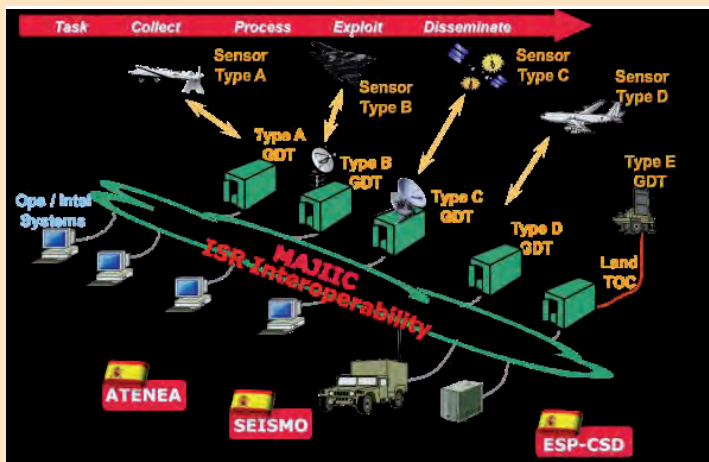 Task Collect Process Exploit Disseminate
Sensor
Type A
Sensor
Type B
Sensor
Type C
Sensor
Type D
Type A
GDT
Type B
GDT
Type C
GDT
Type D
GDT
Type E
GDT
Ops / Intel
Systems
Land
TOC
MAJIIC
ISR Interoperability
ATENEA
SEISMO
ESP-CSD